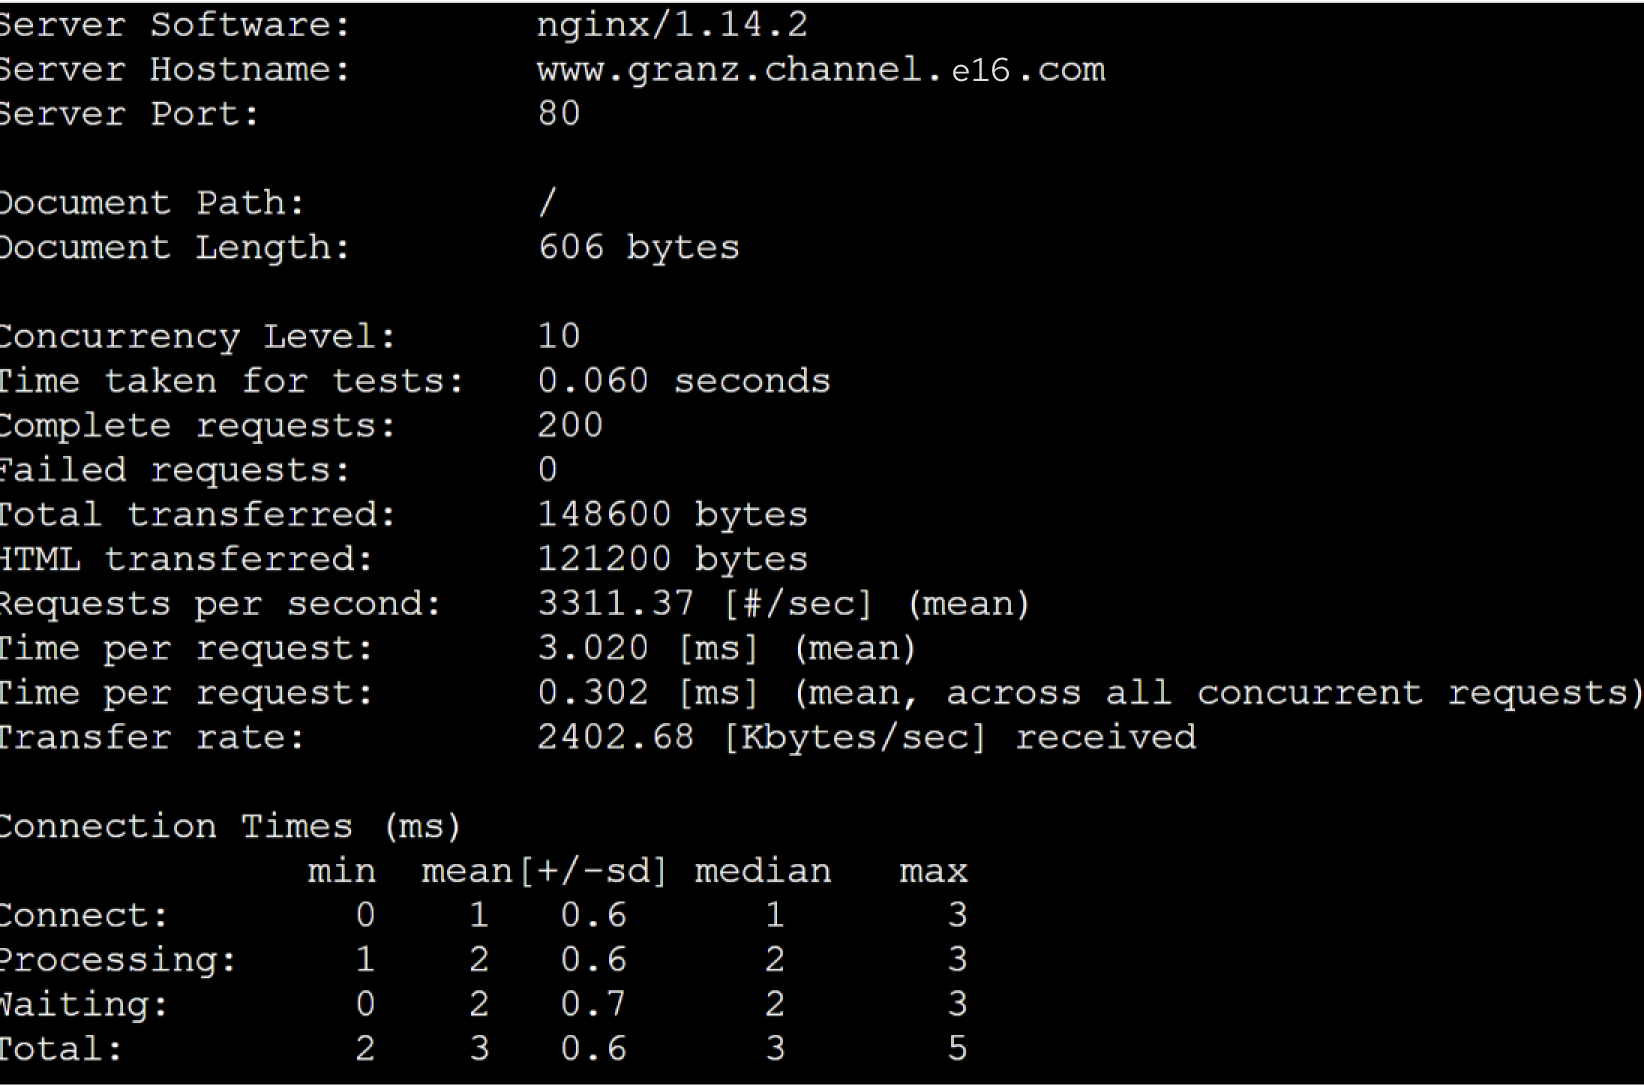 Server Software: nginx/1.14.2
Server Hostname: www.granz.channel.e16.com
Server Port: 80
Document Path: /
Document Length: 606 bytes
Concurrency Level: 10
Time taken for tests: 0.060 seconds
Complete requests: 200
Failed requests: 0
Total transferred: 148600 bytes
HTML transferred: 121200 bytes
Requests per second: 3311.37 [#/sec] (mean)
Time per request: 3.020 [ms] (mean)
Time per request: 0.302 [ms] (mean, across all concurrent requests)
Transfer rate: 2402.68 [Kbytes/sec] received
Connection Times (ms)
min mean[+/-sd] median max
Connect: 0 1 0.6 1 3
Processing: 1 2 0.6 2 3
Waiting: 0 2 0.7 2 3
Total: 2 3 0.6 3 5